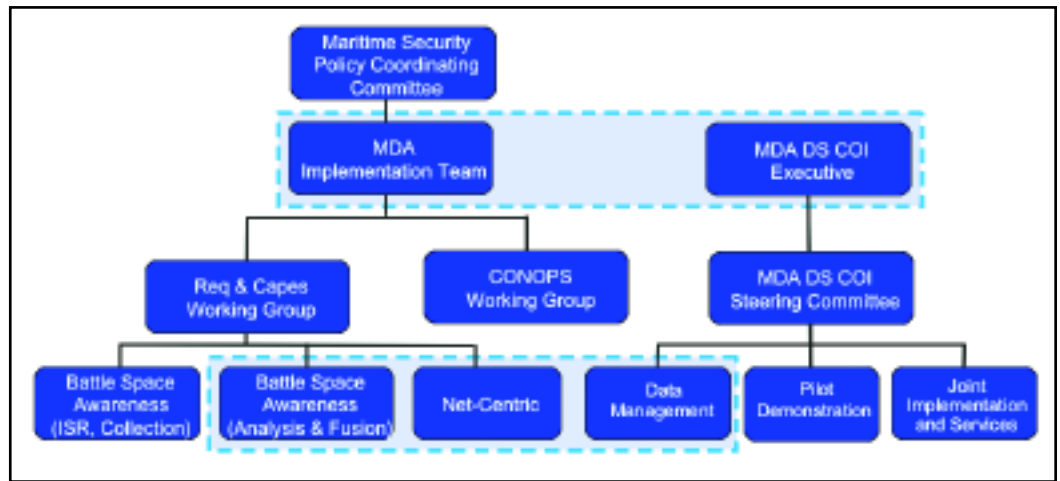 Maritime Security
Policy Coordinating
Committee
MDA
Implementation Team
MDA DS COI
Executive
Req & Capes
Working Group
CONOPS
Working Group
MDA DS COI
Steering Committee
Battle Space
Awareness
(ISR, Collection)
Battle Space
Awareness
(Analysis & Fusion)
Net-Centric
Data
Management
Pilot
Demonstration
Joint
Implementation
and Services